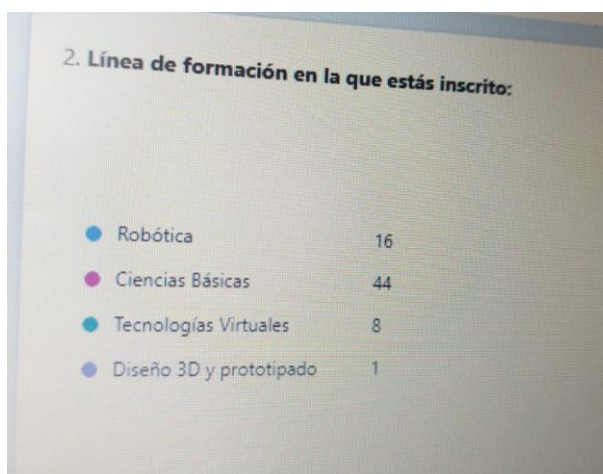 2. Línea de formación en la que estás inscrito:
Robótica 16
Ciencias Básicas 44
Tecnologías Virtuales 8
Diseño 3D y prototipado 1